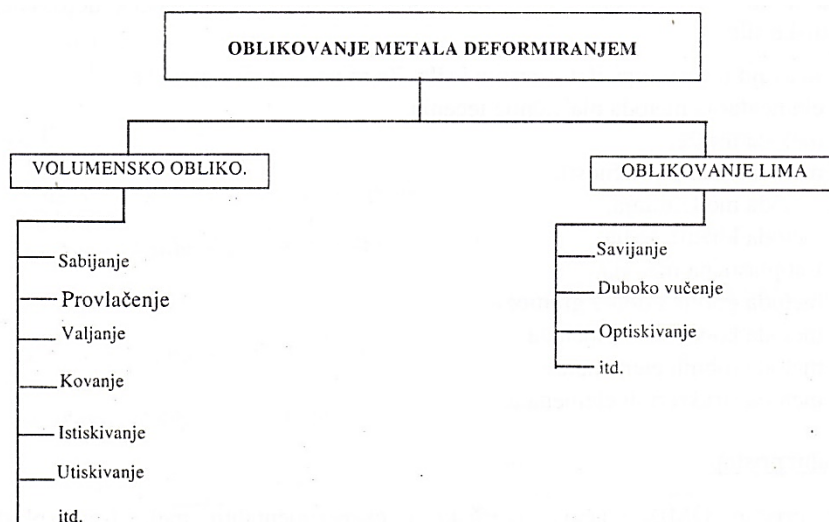 OBLIKOVANJE METALA DEFORMIRANJEM
VOLUMENSKO OBLIKO.
Sabijanje
Provlačenje
Valjanje
Kovanje
Istiskivanje
Utiskivanje
itd.
OBLIKOVANJE LIMA
Savijanje
Duboko vučenje
Optiskivanje
itd.